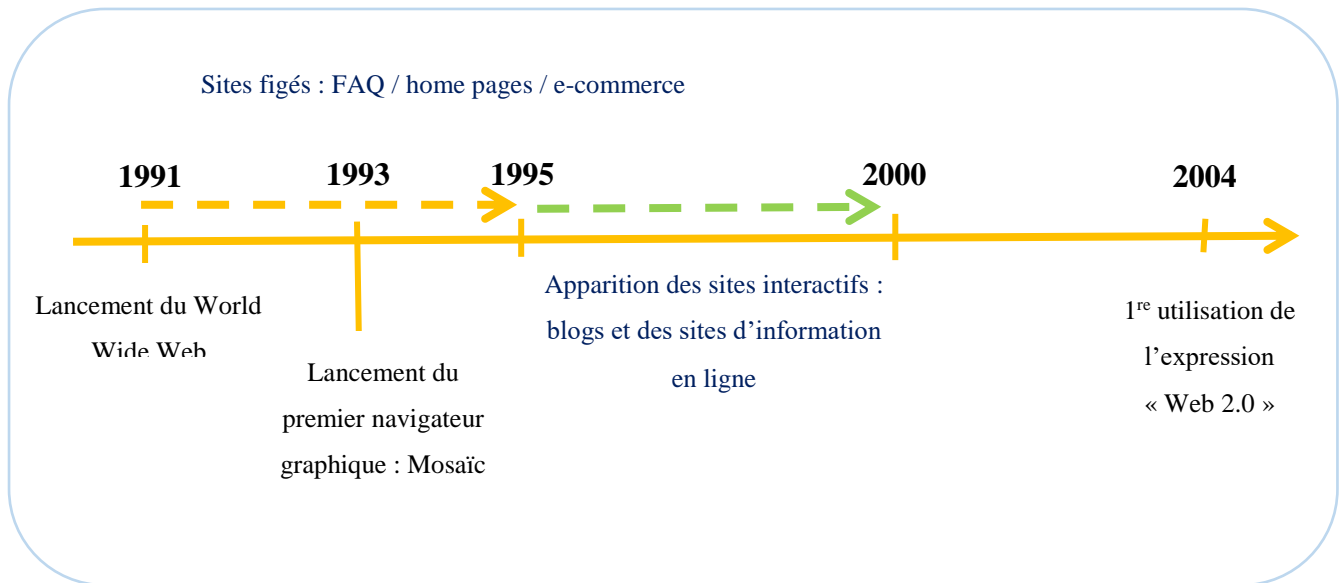 Sites figés : FAQ / home pages / e-commerce
1991
1993
1995
2000
2004
Lancement du World
Wide Web
Lancement du
premier navigateur
graphique : Mosaïc
Apparition des sites interactifs :
blogs et des sites d’information
en ligne
1re utilisation de
l’expression
« Web 2.0 »